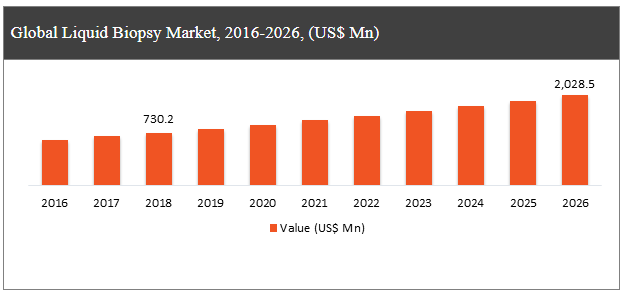 Global Liquid Biopsy Market, 2016-2026, (US$ Mn)
2,028.5
730.2
2016 2017 2018 2019 2020 2021 2022 2023 2024 2025 2026
Value (US$ Mn)